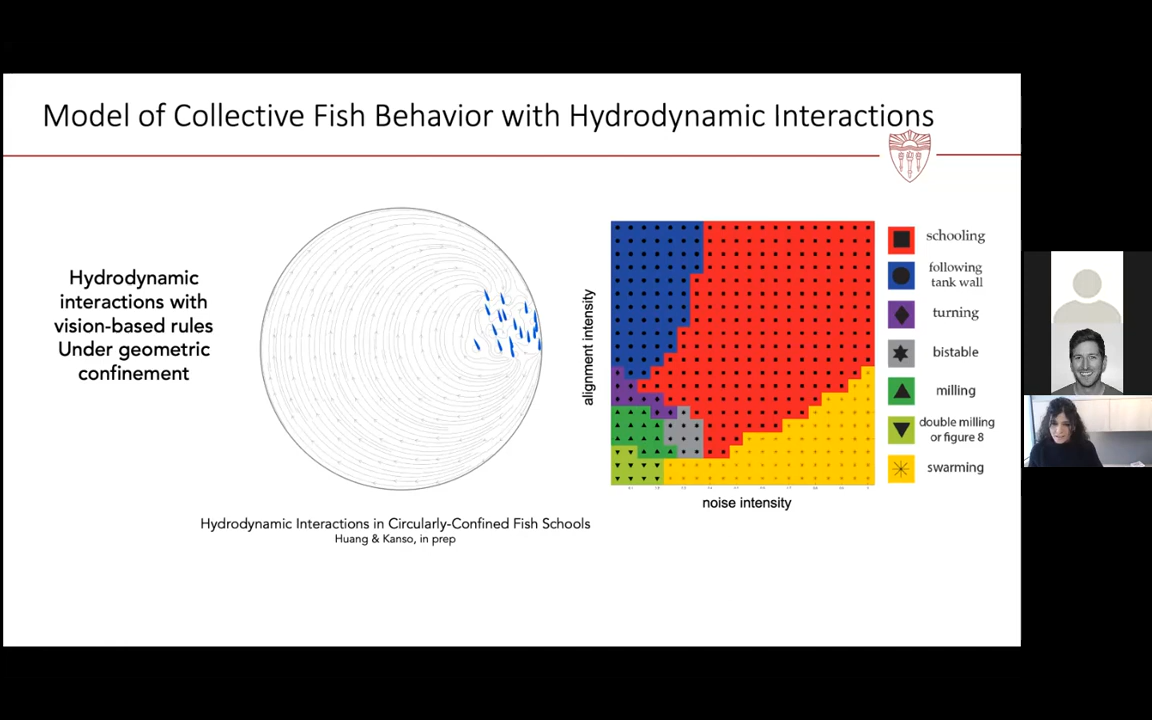 Model of Collective Fish Behavior with Hydrodynamic Interactions
Hydrodynamic
interactions with
vision-based rules
Under geometric
confinement
Hydrodynamic Interactions in Circularly-Confined Fish Schools
Huang & Kanso, in prep
alignment intensity
noise intensity
schooling
following
tank wall
turning
bistable
milling
double milling
or figure 8
swarming